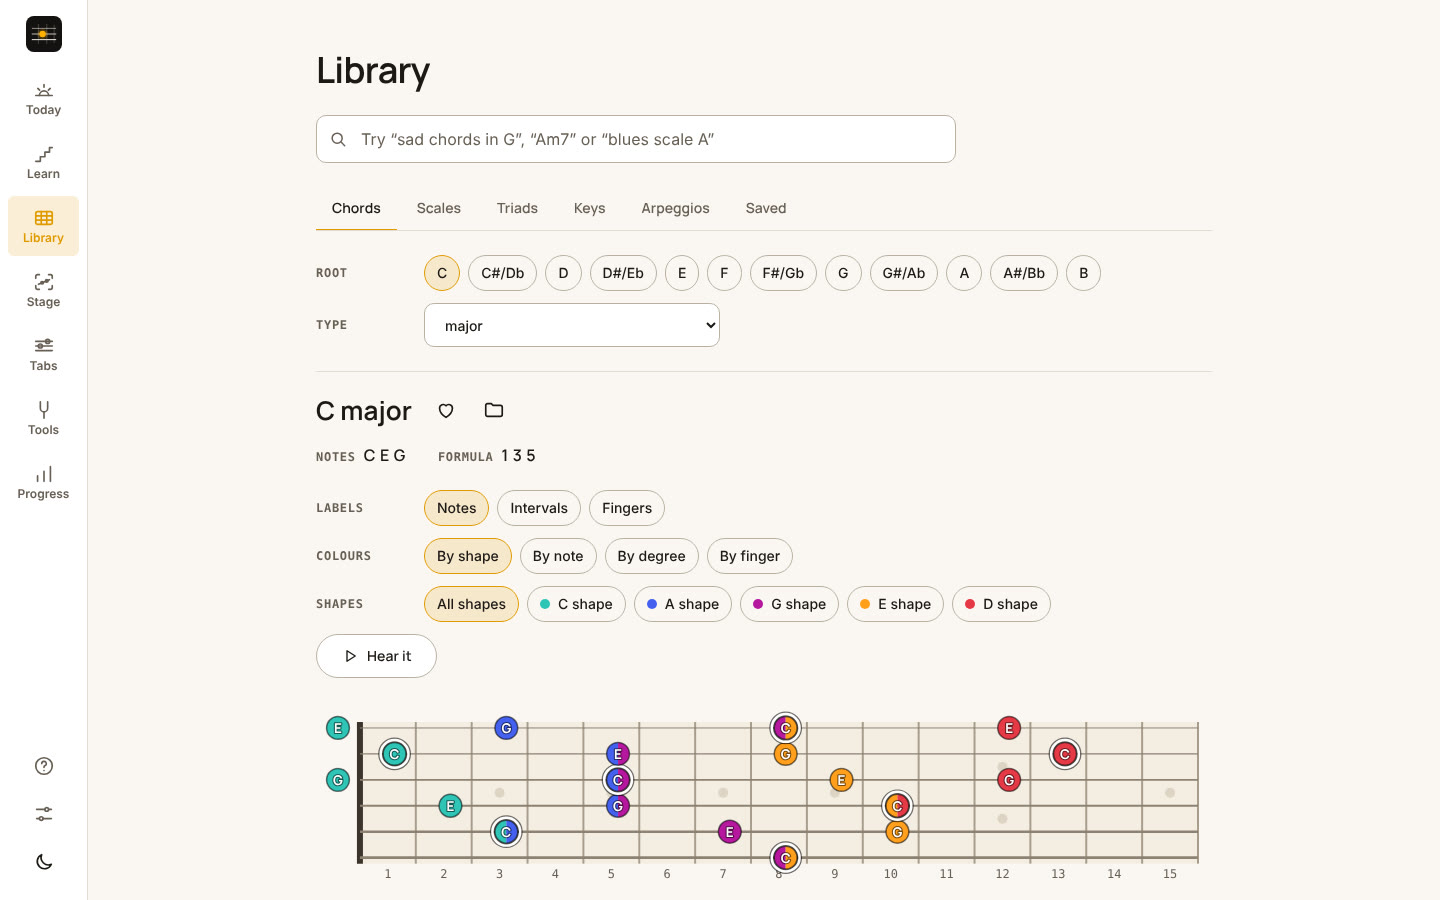 Library
Try “sad chords in G”, “Am7” or “blues scale A”
Today
Learn
Library
Stage
Tabs
Tools
Progress
Chords Scales Triads Keys Arpeggios Saved
ROOT C C#/Db D D#/Eb E F F#/Gb G G#/Ab A A#/Bb B
TYPE major
C major
NOTES C E G FORMULA 1 3 5
LABELS Notes Intervals Fingers
COLOURS By shape By note By degree By finger
SHAPES All shapes C shape A shape G shape E shape D shape
Hear it
E G C E
C E G C
G C E G
E G C
C E G
C
1 2 3 4 5 6 7 8 9 10 11 12 13 14 15